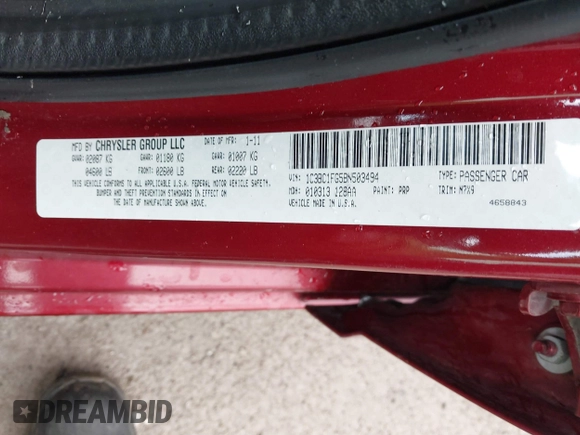 MFD BY CHRYSLER GROUP LLC DATE OF MFR: 1-11
GVWR: 02087 KG GAWR: 01180 KG GAWR: 01007 KG
04600 LB FRONT: 02600 LB REAR: 02220 LB
THIS VEHICLE CONFORMS TO ALL APPLICABLE U.S.A. FEDERAL MOTOR VEHICLE SAFETY,
BUMPER AND THEFT PREVENTION STANDARDS IN EFFECT ON
THE DATE OF MANUFACTURE SHOWN ABOVE.
VIN: 1C3BC1FG5BN503494 TYPE: PASSENGER CAR
MDH: 010313 12BAA PAINT: PRP TRIM: M7X9
VEHICLE MADE IN U.S.A. 4658843
DREAMBID